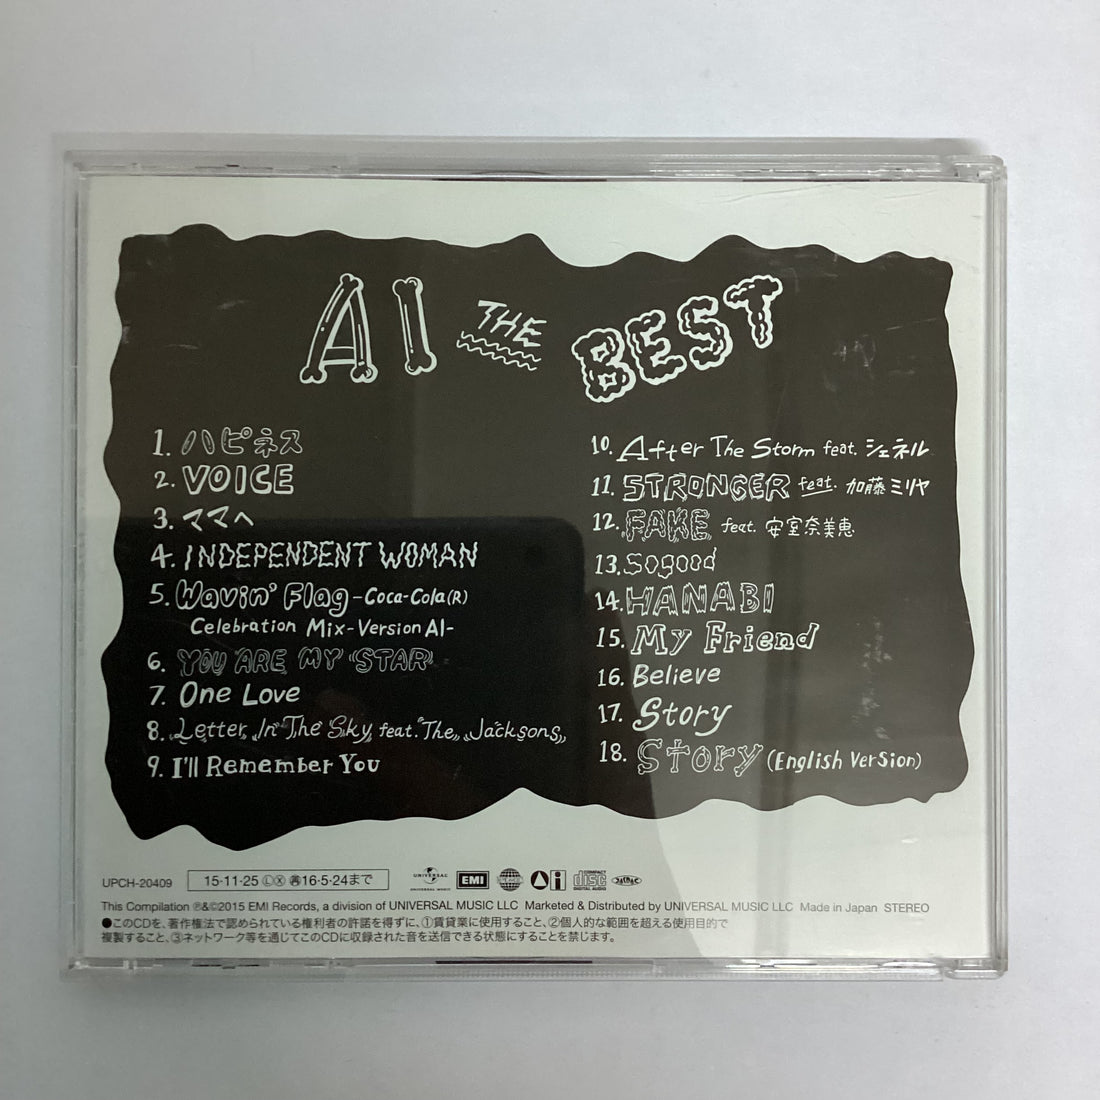 AI THE BEST
1. ハピネス
2. VOICE
3. ママへ
4. INDEPENDENT WOMAN
5. Wavin' Flag -Coca-Cola(R)
Celebration Mix- Version AI-
6. YOU ARE MY STAR
7. One Love
8. Letter In The Sky feat. The Jacksons
9. I'll Remember You
10. After The Storm feat. シェネル
11. STRONGER feat. 加藤ミリヤ
12. FAKE feat. 安室奈美恵
13. Sogood
14. HANABI
15. My Friend
16. Believe
17. Story
18. Story (English Version)
UPCH-20409
15·11·25 Ⓛ Ⓧ ㊢16·5·24まで
UNIVERSAL
UNIVERSAL MUSIC
EMI
COMPACT
disc
DIGITAL AUDIO
This Compilation ℗&©2015 EMI Records, a division of UNIVERSAL MUSIC LLC Marketed & Distributed by UNIVERSAL MUSIC LLC Made in Japan STEREO
●このCDを、著作権法で認められている権利者の許諾を得ずに、①賃貸業に使用すること、②個人的な範囲を超える使用目的で
複製すること、③ネットワーク等を通じてこのCDに収録された音を送信できる状態にすることを禁じます。